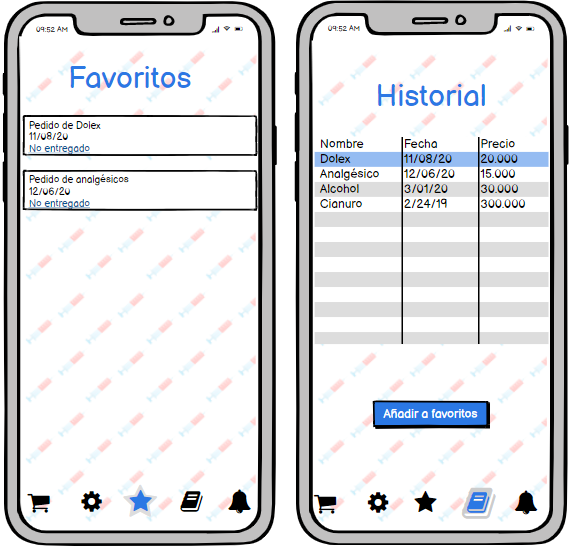 09:52 AM
Favoritos
Pedido de Dolex
11/08/20
No entregado
Pedido de analgésicos
12/06/20
No entregado
09:52 AM
Historial
Nombre Fecha Precio
Dolex 11/08/20 20.000
Analgésico 12/06/20 15.000
Alcohol 3/01/20 30.000
Cianuro 2/24/19 300.000
Añadir a favoritos